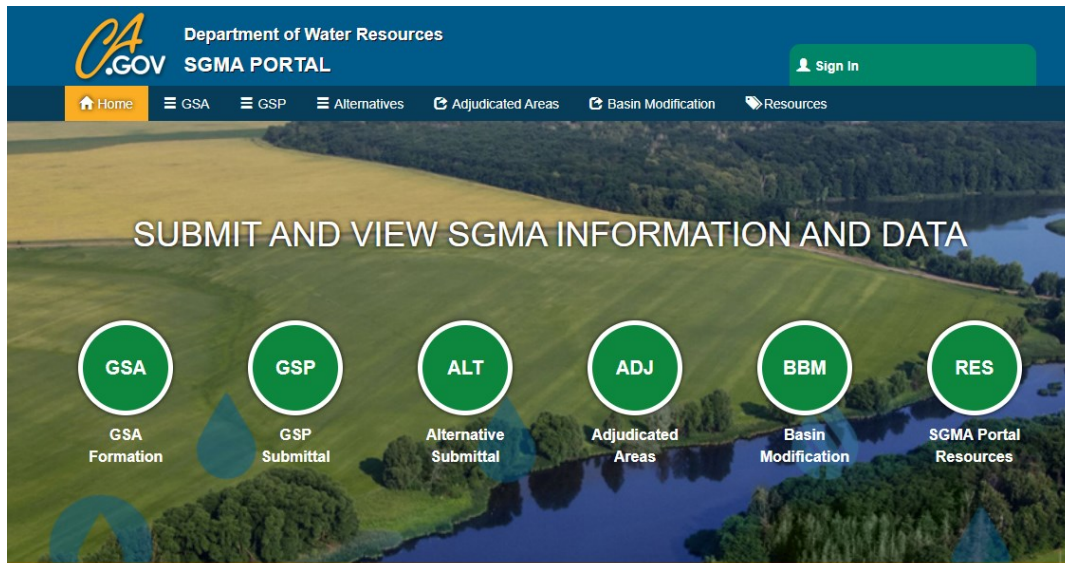 CA
.GOV
Department of Water Resources
SGMA PORTAL
Sign In
Home GSA GSP Alternatives Adjudicated Areas Basin Modification Resources
SUBMIT AND VIEW SGMA INFORMATION AND DATA
GSA GSP ALT ADJ BBM RES
GSA GSP Alternative Adjudicated Basin SGMA Portal
Formation Submittal Submittal Areas Modification Resources